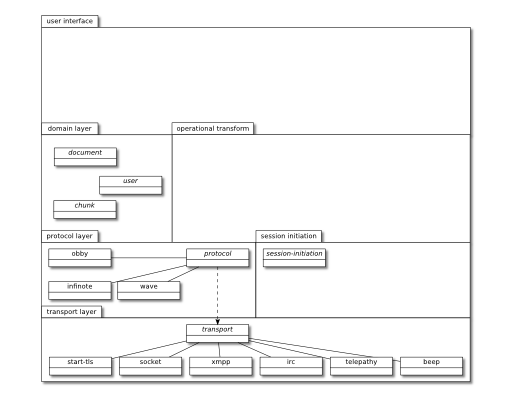 user interface
domain layer
operational transform
document
user
chunk
protocol layer
session initiation
obby
protocol
session-initiation
infinote
wave
transport layer
transport
start-tls
socket
xmpp
irc
telepathy
beep